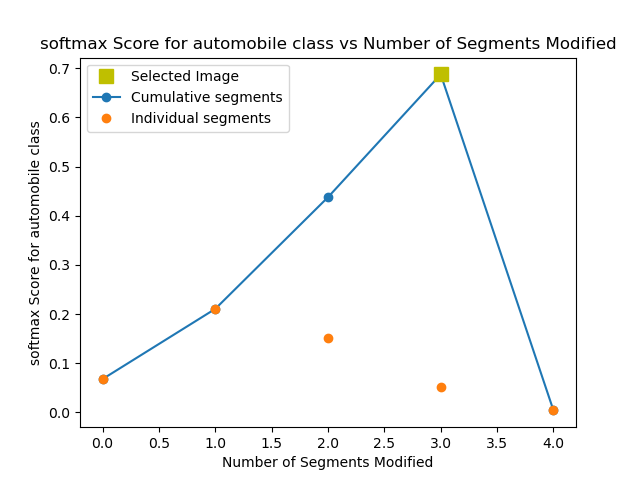 softmax Score for automobile class vs Number of Segments Modified
0.7
0.6
0.5
0.4
0.3
0.2
0.1
0.0
softmax Score for automobile class
Selected Image
Cumulative segments
Individual segments
0.0 0.5 1.0 1.5 2.0 2.5 3.0 3.5 4.0
Number of Segments Modified